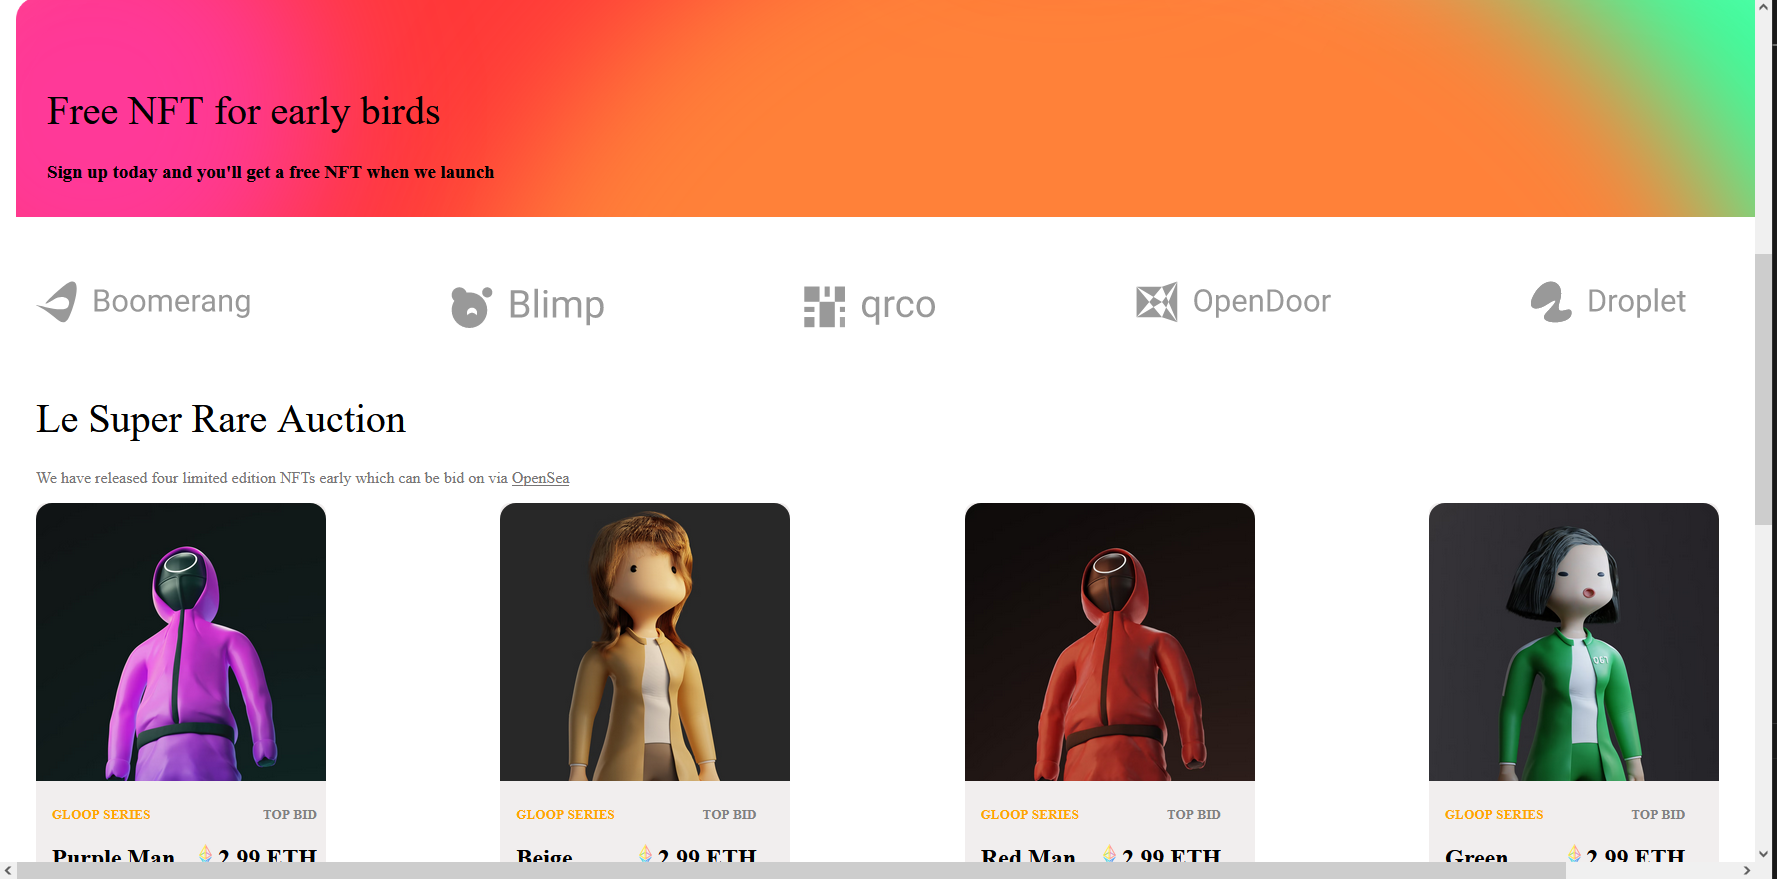 Free NFT for early birds
Sign up today and you'll get a free NFT when we launch
Boomerang Blimp qrco OpenDoor Droplet
Le Super Rare Auction
We have released four limited edition NFTs early which can be bid on via OpenSea
067
GLOOP SERIES TOP BID GLOOP SERIES TOP BID GLOOP SERIES TOP BID GLOOP SERIES TOP BID
Purple Man 2.99 ETH Beige 2.99 ETH Red Man 2.99 ETH Green 2.99 ETH